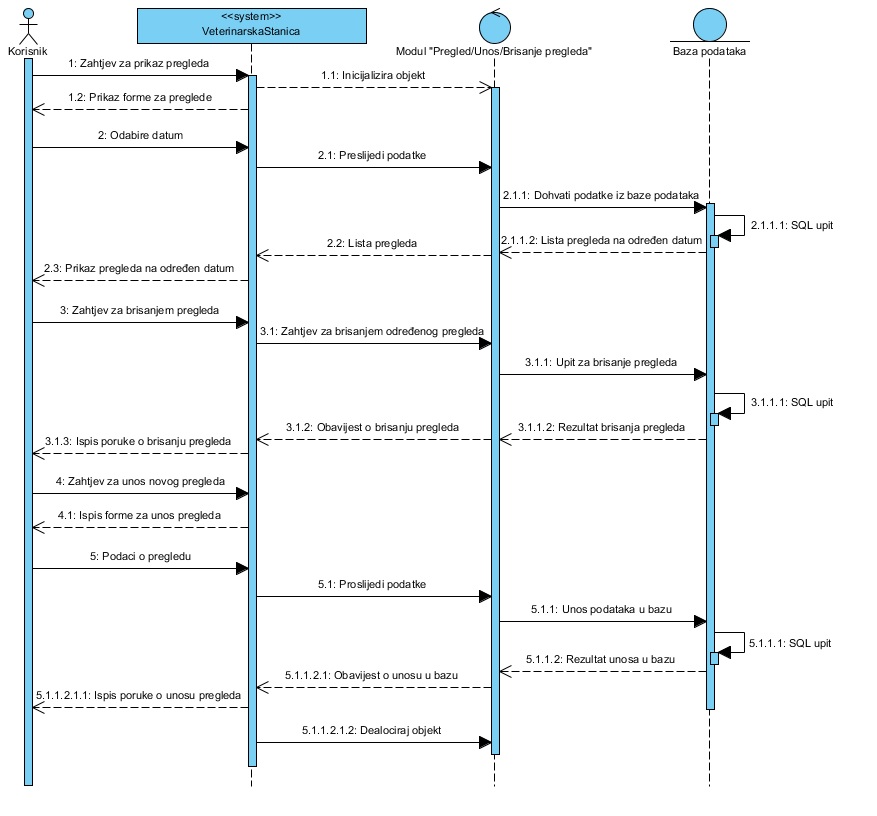 <<system>>
VeterinarskaStanica
Korisnik
Modul "Pregled/Unos/Brisanje pregleda"
Baza podataka
1: Zahtjev za prikaz pregleda
1.1: Inicijalizira objekt
1.2: Prikaz forme za preglede
2: Odabire datum
2.1: Preslijedi podatke
2.1.1: Dohvati podatke iz baze podataka
2.1.1.1: SQL upit
2.1.1.2: Lista pregleda na određen datum
2.2: Lista pregleda
2.3: Prikaz pregleda na određen datum
3: Zahtjev za brisanjem pregleda
3.1: Zahtjev za brisanjem određenog pregleda
3.1.1: Upit za brisanje pregleda
3.1.1.1: SQL upit
3.1.1.2: Rezultat brisanja pregleda
3.1.2: Obavijest o brisanju pregleda
3.1.3: Ispis poruke o brisanju pregleda
4: Zahtjev za unos novog pregleda
4.1: Ispis forme za unos pregleda
5: Podaci o pregledu
5.1: Proslijedi podatke
5.1.1: Unos podataka u bazu
5.1.1.1: SQL upit
5.1.1.2: Rezultat unosa u bazu
5.1.1.2.1: Obavijest o unosu u bazu
5.1.1.2.1.1: Ispis poruke o unosu pregleda
5.1.1.2.1.2: Dealociraj objekt